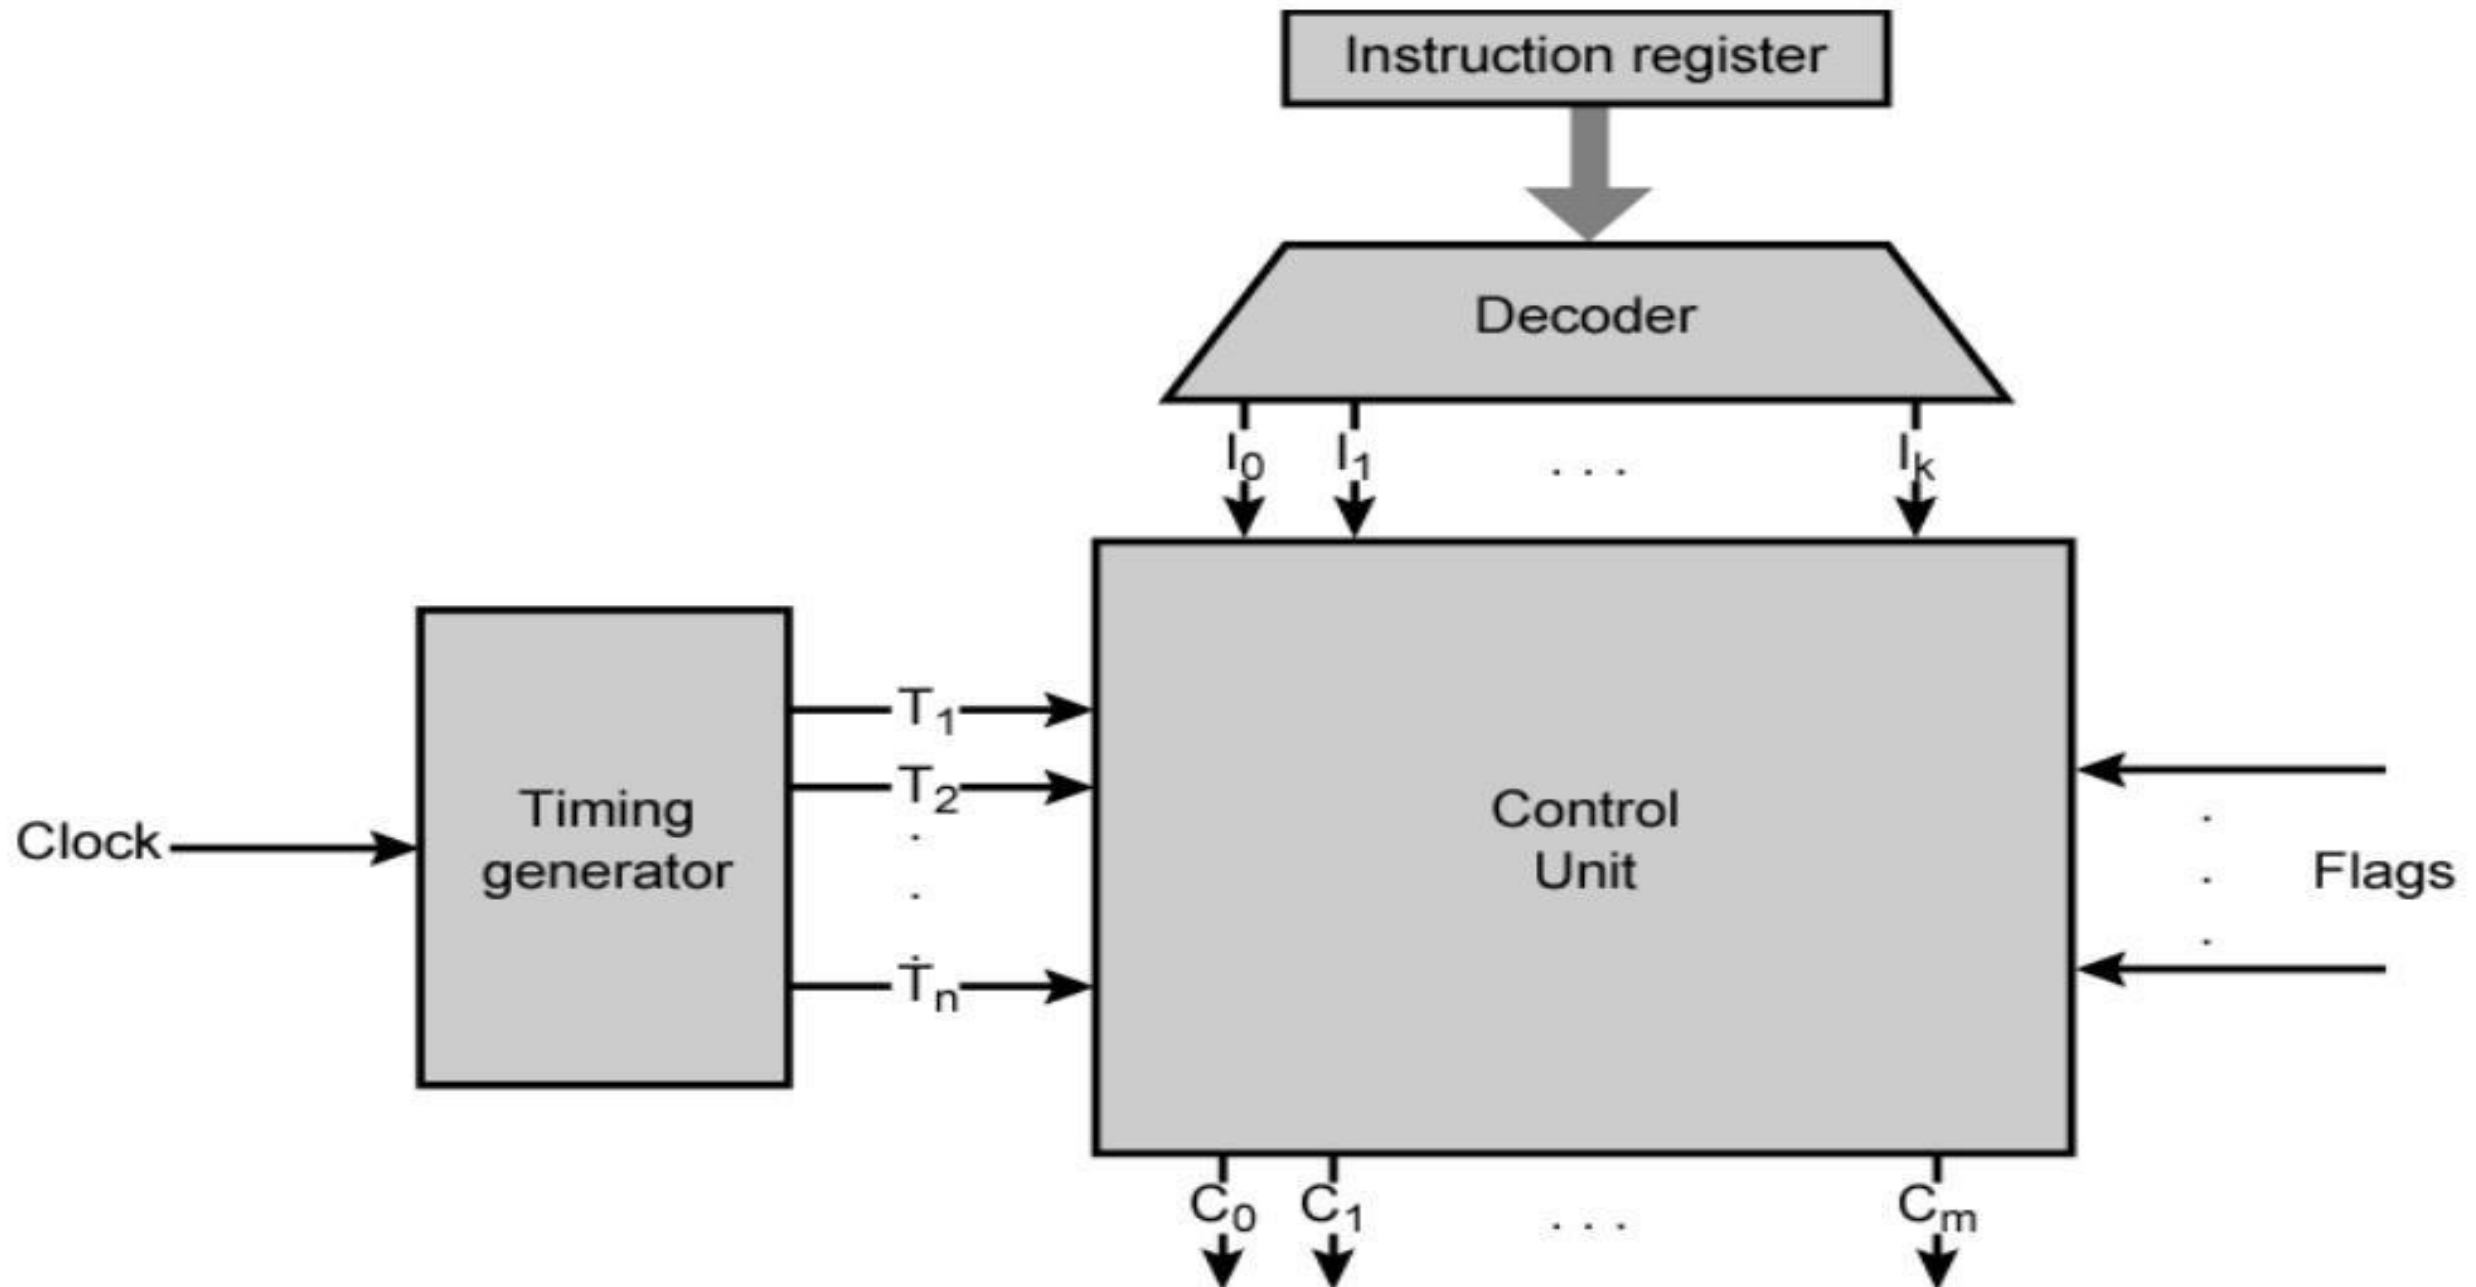 Instruction register
Decoder
I0 I1 . . . Ik
T1
T2
.
.
.
Tn
Timing
generator
Clock
Control
Unit
.
.
.
Flags
C0 C1 . . . Cm